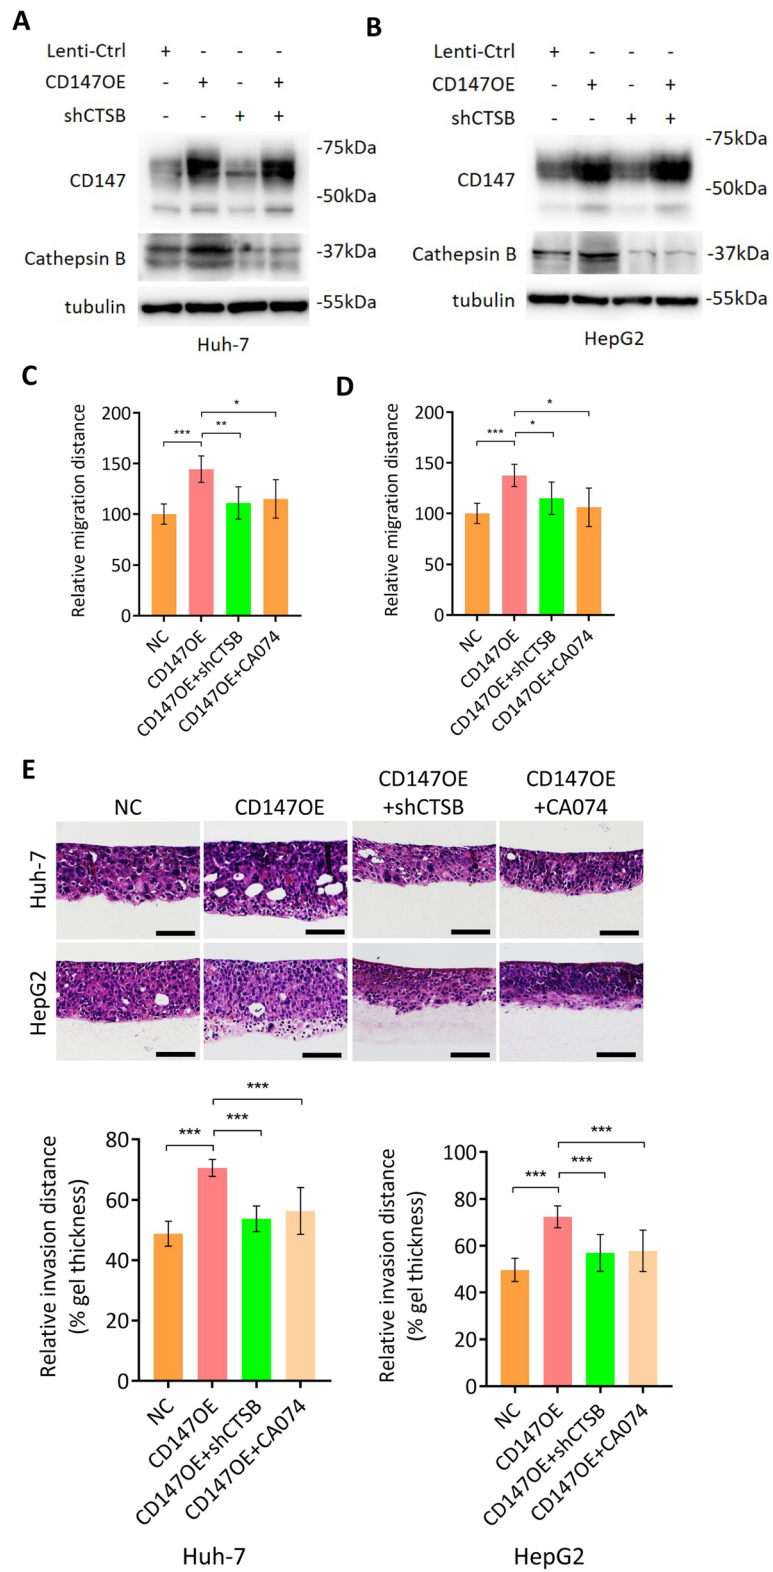 A
Lenti-Ctrl + - - -
CD147OE - + - +
shCTSB - - + +
CD147
-75kDa
-50kDa
Cathepsin B
-37kDa
tubulin
-55kDa
Huh-7
B
Lenti-Ctrl + - - -
CD147OE - + - +
shCTSB - - + +
CD147
-75kDa
-50kDa
Cathepsin B
-37kDa
tubulin
-55kDa
HepG2
C
Relative migration distance
200
150
100
50
0
***
**
*
NC
CD147OE
CD147OE+shCTSB
CD147OE+CA074
D
Relative migration distance
200
150
100
50
0
***
*
*
NC
CD147OE
CD147OE+shCTSB
CD147OE+CA074
E
NC
CD147OE
CD147OE
+shCTSB
CD147OE
+CA074
Huh-7
HepG2
Relative invasion distance
(% gel thickness)
80
60
40
20
0
***
***
***
NC
CD147OE
CD147OE+shCTSB
CD147OE+CA074
Huh-7
Relative invasion distance
(% gel thickness)
100
80
60
40
20
0
***
***
***
NC
CD147OE
CD147OE+shCTSB
CD147OE+CA074
HepG2